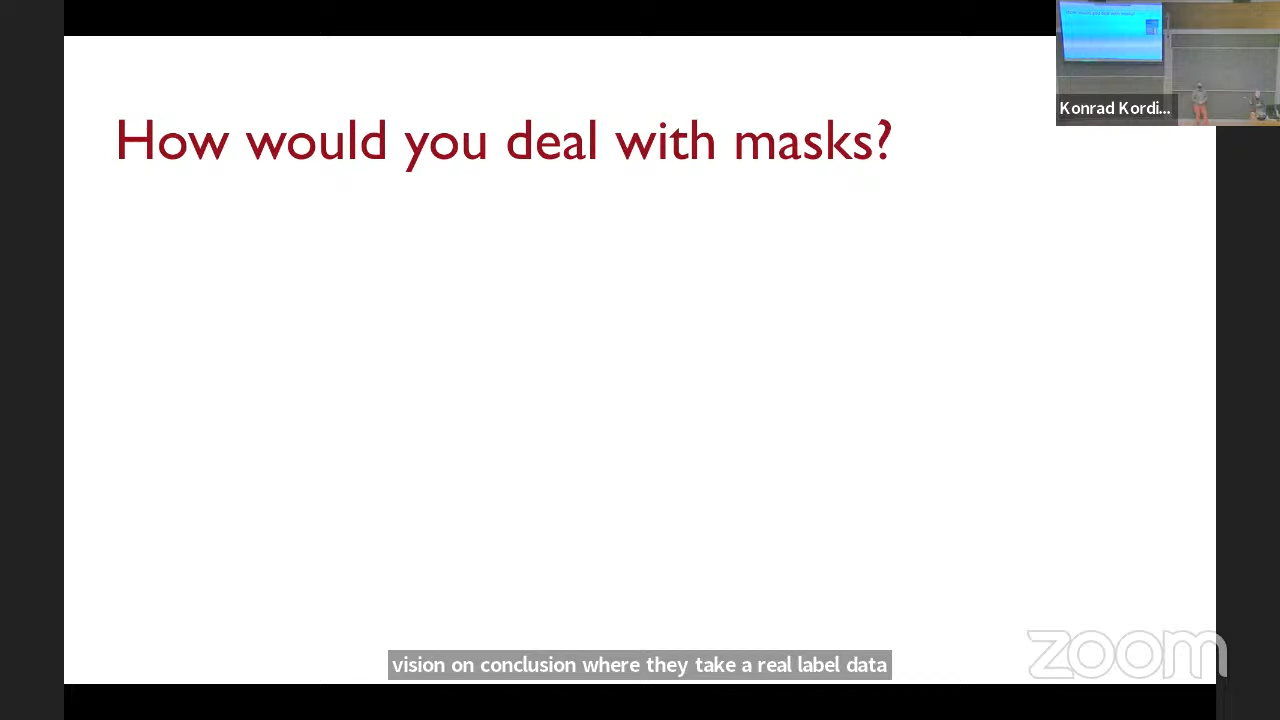 How would you deal with masks?
Konrad Kordi...
vision on conclusion where they take a real label data
zoom